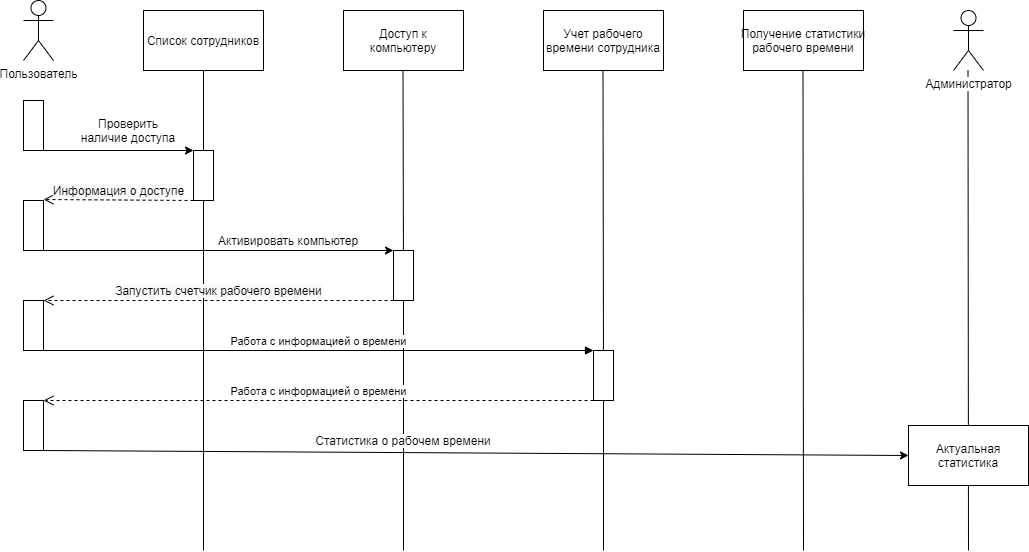 Пользователь
Список сотрудников
Доступ к
компьютеру
Учет рабочего
времени сотрудника
Получение статистики
рабочего времени
Администратор
Проверить
наличие доступа
Информация о доступе
Активировать компьютер
Запустить счетчик рабочего времени
Работа с информацией о времени
Работа с информацией о времени
Статистика о рабочем времени
Актуальная
статистика